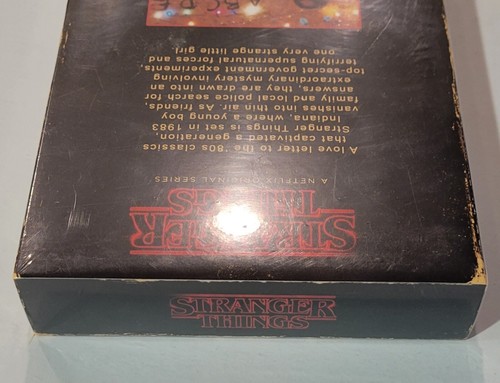 STRANGER
THINGS
A NETFLIX ORIGINAL SERIES
A love letter to the '80s classics
that captivated a generation,
Stranger Things is set in 1983
Indiana, where a young boy
vanishes into thin air. As friends,
family and local police search for
answers, they are drawn into an
extraordinary mystery involving
top-secret government experiments,
terrifying supernatural forces and
one very strange little girl
STRANGER
THINGS